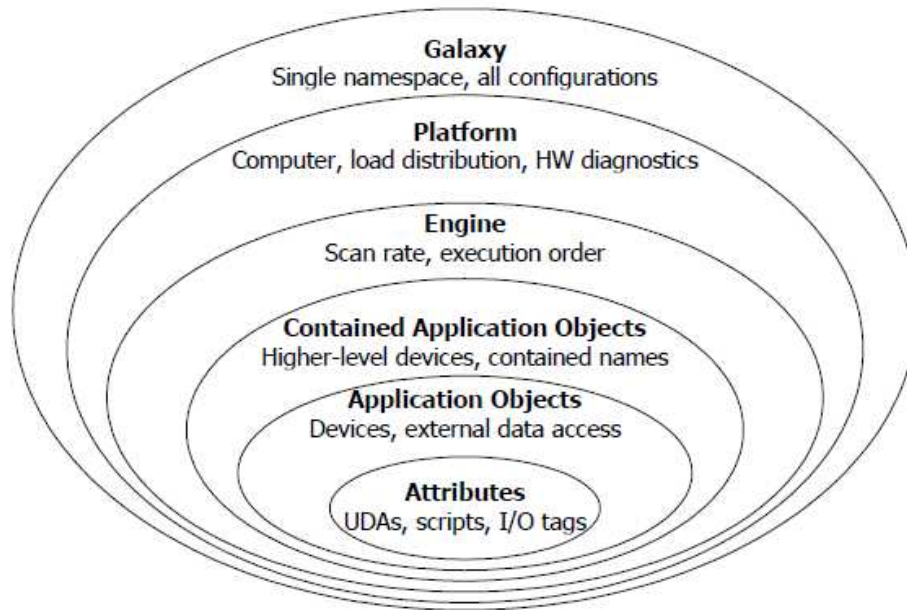 Galaxy
Single namespace, all configurations
Platform
Computer, load distribution, HW diagnostics
Engine
Scan rate, execution order
Contained Application Objects
Higher-level devices, contained names
Application Objects
Devices, external data access
Attributes
UDAs, scripts, I/O tags